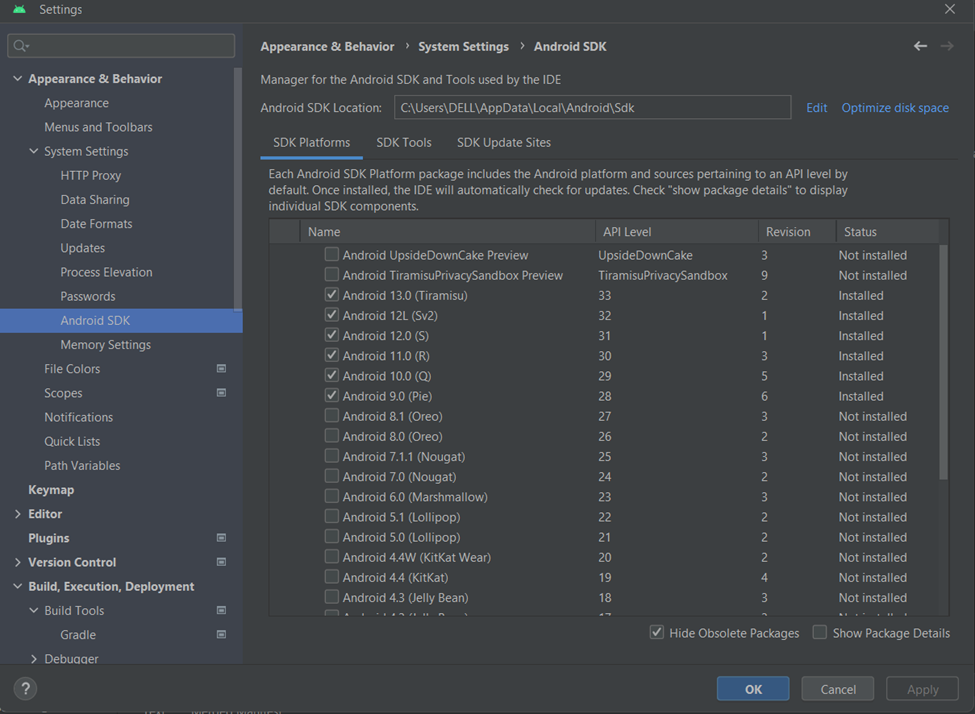 Settings
Appearance & Behavior
Appearance
Menus and Toolbars
System Settings
HTTP Proxy
Data Sharing
Date Formats
Updates
Process Elevation
Passwords
Android SDK
Memory Settings
File Colors
Scopes
Notifications
Quick Lists
Path Variables
Keymap
Editor
Plugins
Version Control
Build, Execution, Deployment
Build Tools
Gradle
Debugger
Appearance & Behavior › System Settings › Android SDK
Manager for the Android SDK and Tools used by the IDE
Android SDK Location: C:\Users\DELL\AppData\Local\Android\Sdk Edit Optimize disk space
SDK Platforms SDK Tools SDK Update Sites
Each Android SDK Platform package includes the Android platform and sources pertaining to an API level by
default. Once installed, the IDE will automatically check for updates. Check "show package details" to display
individual SDK components.
Name API Level Revision Status
Android UpsideDownCake Preview UpsideDownCake 3 Not installed
Android TiramisuPrivacySandbox Preview TiramisuPrivacySandbox 9 Not installed
Android 13.0 (Tiramisu) 33 2 Installed
Android 12L (Sv2) 32 1 Installed
Android 12.0 (S) 31 1 Installed
Android 11.0 (R) 30 3 Installed
Android 10.0 (Q) 29 5 Installed
Android 9.0 (Pie) 28 6 Installed
Android 8.1 (Oreo) 27 3 Not installed
Android 8.0 (Oreo) 26 2 Not installed
Android 7.1.1 (Nougat) 25 3 Not installed
Android 7.0 (Nougat) 24 2 Not installed
Android 6.0 (Marshmallow) 23 3 Not installed
Android 5.1 (Lollipop) 22 2 Not installed
Android 5.0 (Lollipop) 21 2 Not installed
Android 4.4W (KitKat Wear) 20 2 Not installed
Android 4.4 (KitKat) 19 4 Not installed
Android 4.3 (Jelly Bean) 18 3 Not installed
Hide Obsolete Packages Show Package Details
? OK Cancel Apply